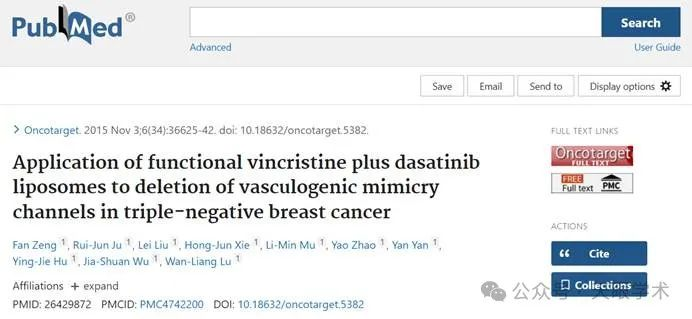 PubMed®
Search
Advanced
User Guide
Save
Email
Send to
Display options
> Oncotarget. 2015 Nov 3;6(34):36625-42. doi: 10.18632/oncotarget.5382.
Application of functional vincristine plus dasatinib
liposomes to deletion of vasculogenic mimicry
channels in triple-negative breast cancer
Fan Zeng 1, Rui-Jun Ju 1, Lei Liu 1, Hong-Jun Xie 1, Li-Min Mu 1, Yao Zhao 1, Yan Yan 1,
Ying-Jie Hu 1, Jia-Shuan Wu 1, Wan-Liang Lu 1
Affiliations + expand
PMID: 26429872 PMCID: PMC4742200 DOI: 10.18632/oncotarget.5382
FULL TEXT LINKS
Oncotarget
FULL TEXT
FREE
Full text
PMC
ACTIONS
Cite
Collections
公众号
学术